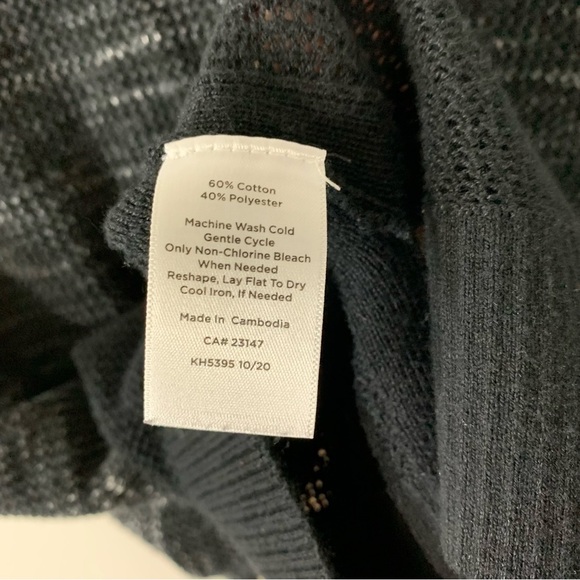 60% Cotton
40% Polyester
Machine Wash Cold
Gentle Cycle
Only Non-Chlorine Bleach
When Needed
Reshape, Lay Flat To Dry
Cool Iron, If Needed
Made In Cambodia
CA# 23147
KH5395 10/20